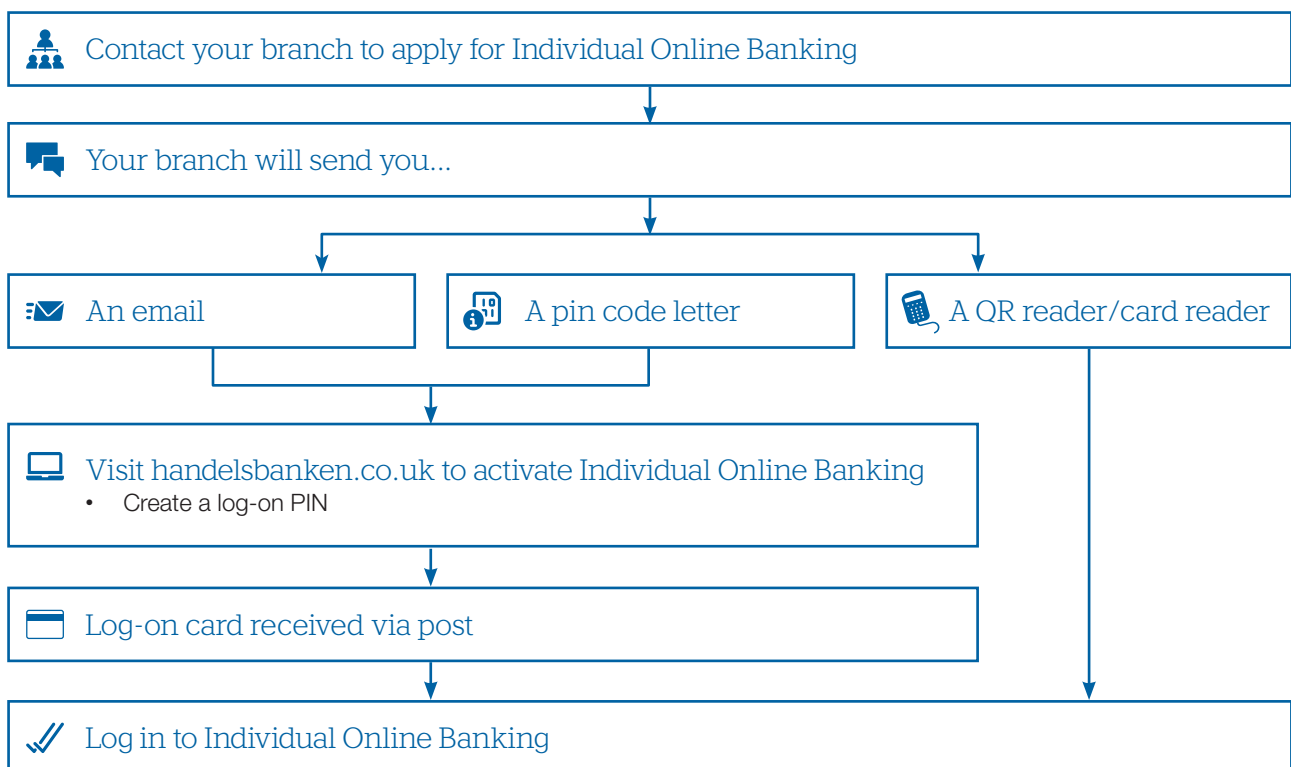 Contact your branch to apply for Individual Online Banking
Your branch will send you...
An email
A pin code letter
A QR reader/card reader
Visit handelsbanken.co.uk to activate Individual Online Banking
• Create a log-on PIN
Log-on card received via post
Log in to Individual Online Banking